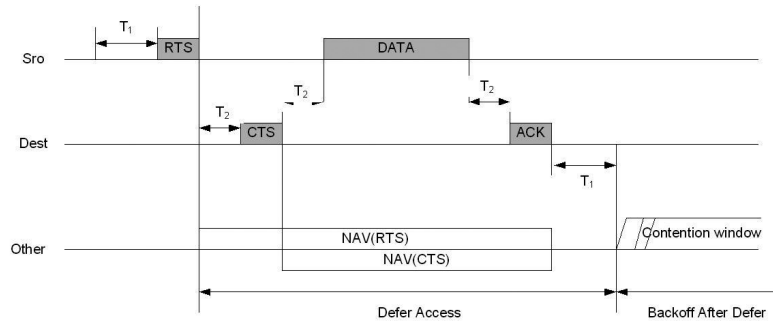 T₁
RTS
DATA
Sro
T₂
T₂
T₂
CTS
ACK
Dest
T₁
NAV(RTS)
Contention window
Other
NAV(CTS)
Defer Access
Backoff After Defer